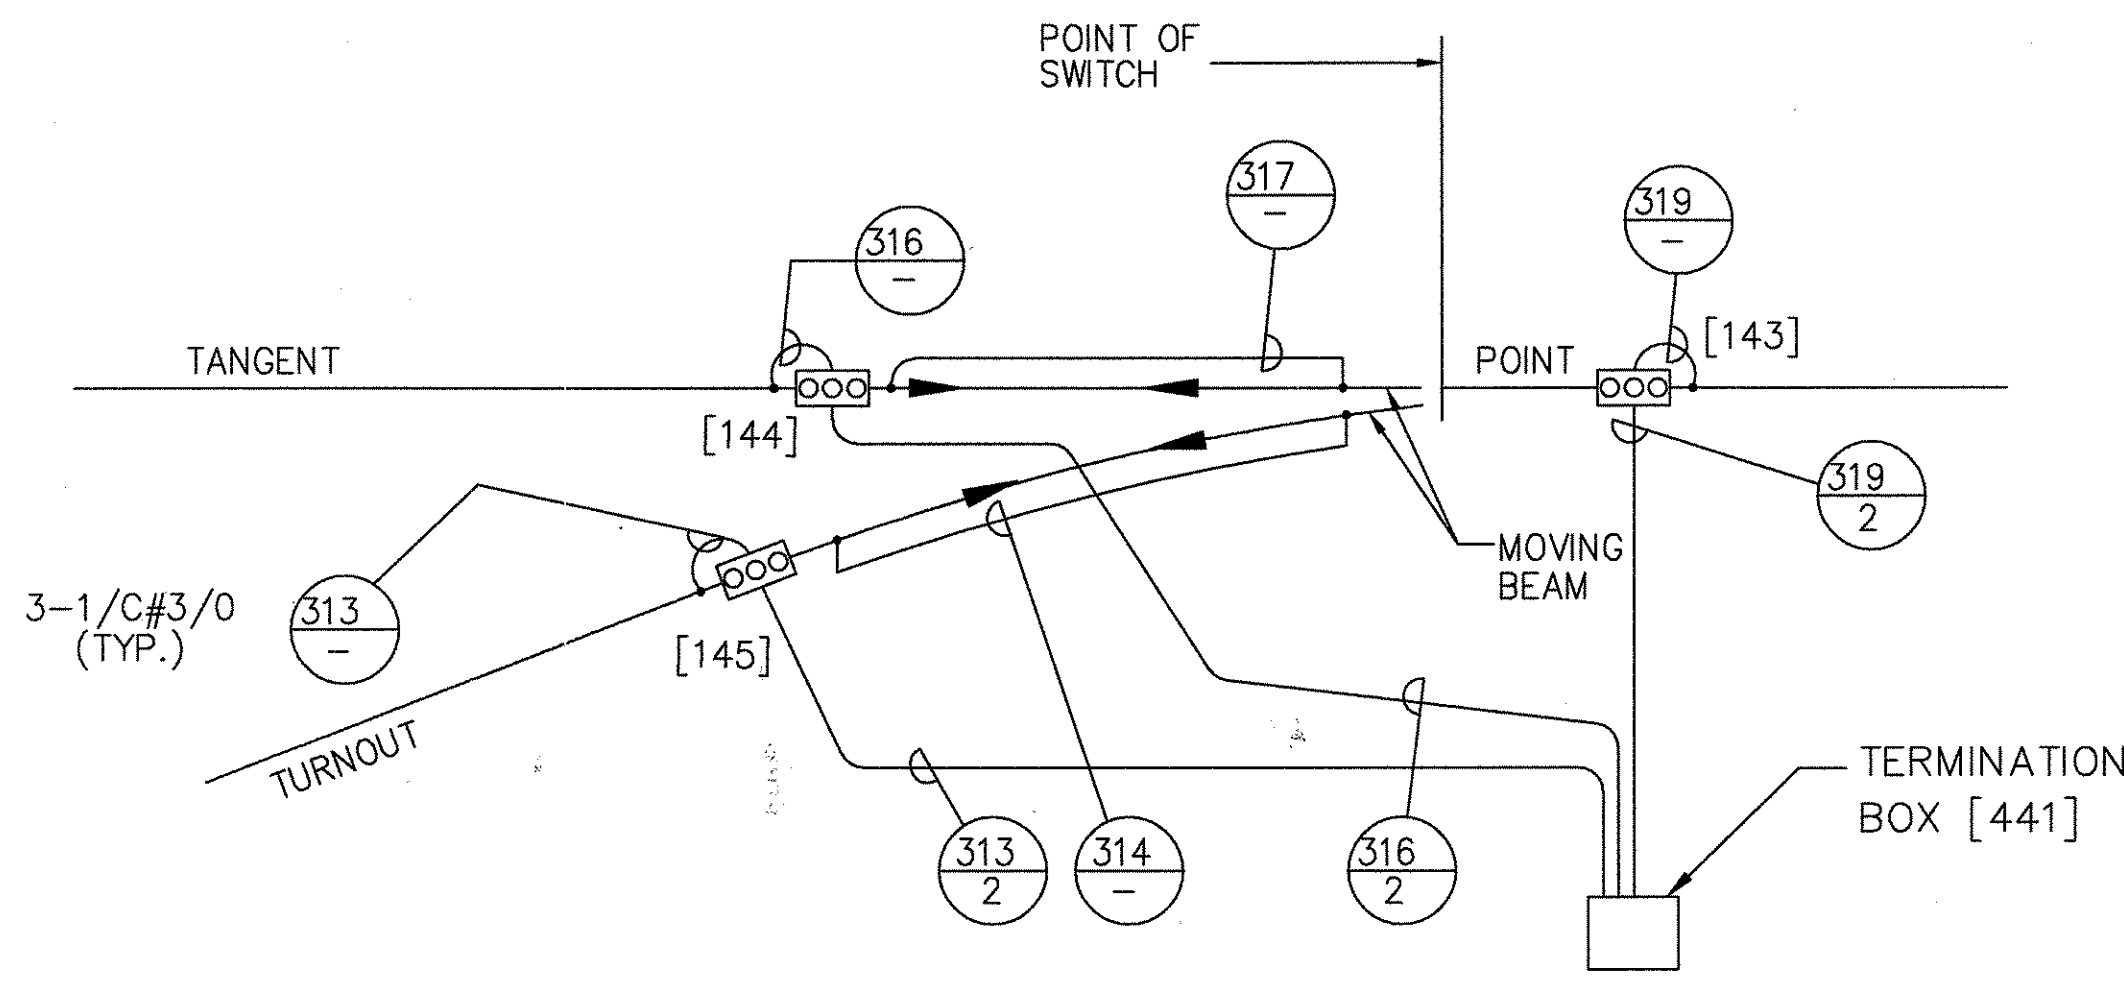 POINT OF
SWITCH
317
-
319
-
316
-
[143]
TANGENT
POINT
[144]
319
2
MOVING
BEAM
3-1/C#3/0
(TYP.)
313
-
[145]
TURNOUT
TERMINATION
BOX [441]
313
2
314
-
316
2